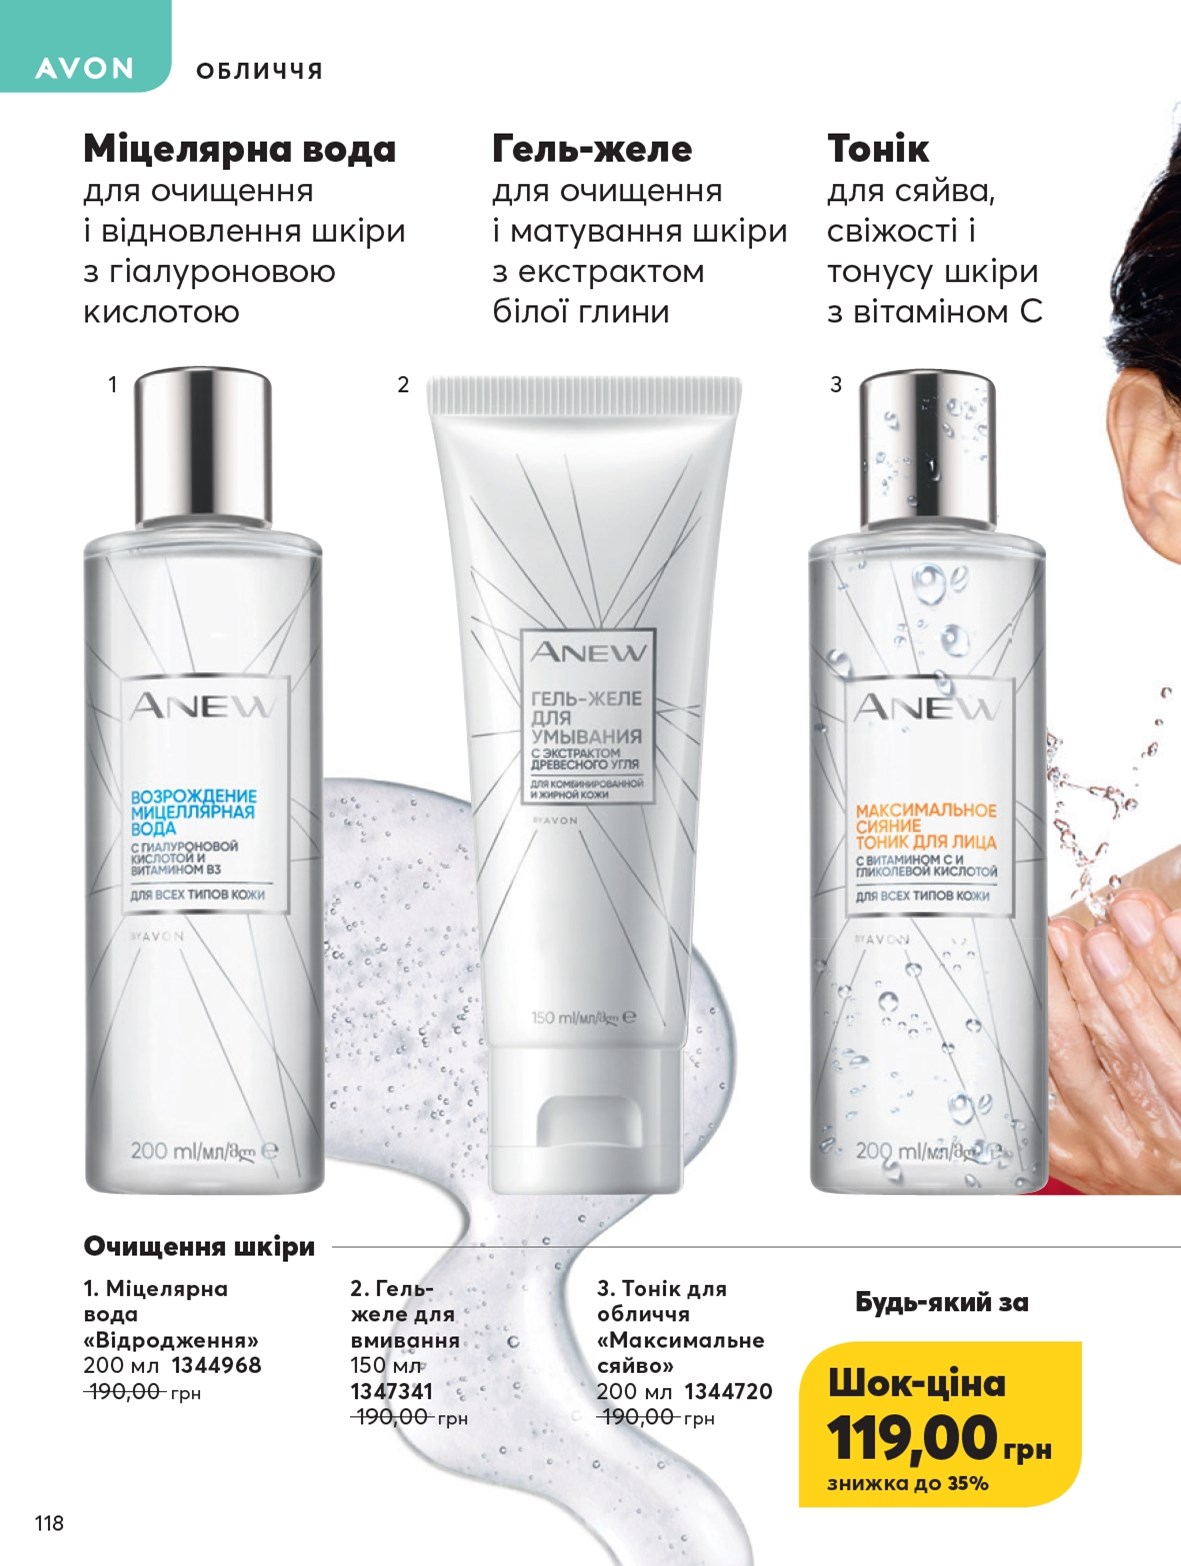 AVON
ОБЛИЧЧЯ
Міцелярна вода
для очищення
і відновлення шкіри
з гіалуроновою
кислотою
Гель-желе
для очищення
і матування шкіри
з екстрактом
білої глини
Тонік
для сяйва,
свіжості і
тонусу шкіри
з вітаміном С
1
2
3
ANEW
ВОЗРОЖДЕНИЕ
МИЦЕЛЛЯРНАЯ
ВОДА
С ГИАЛУРОНОВОЙ
КИСЛОТОЙ И
ВИТАМИНОМ В3
ДЛЯ ВСЕХ ТИПОВ КОЖИ
BY AVON
200 ml/мл/მლ e
ANEW
ГЕЛЬ-ЖЕЛЕ
ДЛЯ
УМЫВАНИЯ
С ЭКСТРАКТОМ
ДРЕВЕСНОГО УГЛЯ
ДЛЯ КОМБИНИРОВАННОЙ
И ЖИРНОЙ КОЖИ
BY AVON
150 ml/мл/მლ e
ANEW
МАКСИМАЛЬНОЕ
СИЯНИЕ
ТОНИК ДЛЯ ЛИЦА
С ВИТАМИНОМ С И
ГЛИКОЛЕВОЙ КИСЛОТОЙ
ДЛЯ ВСЕХ ТИПОВ КОЖИ
BY AVON
200 ml/мл/მლ e
Очищення шкіри
1. Міцелярна
вода
«Відродження»
200 мл 1344968
190,00 грн
2. Гель-
желе для
вмивання
150 мл
1347341
190,00 грн
3. Тонік для
обличчя
«Максимальне
сяйво»
200 мл 1344720
190,00 грн
Будь-який за
Шок-ціна
119,00 грн
знижка до 35%
118